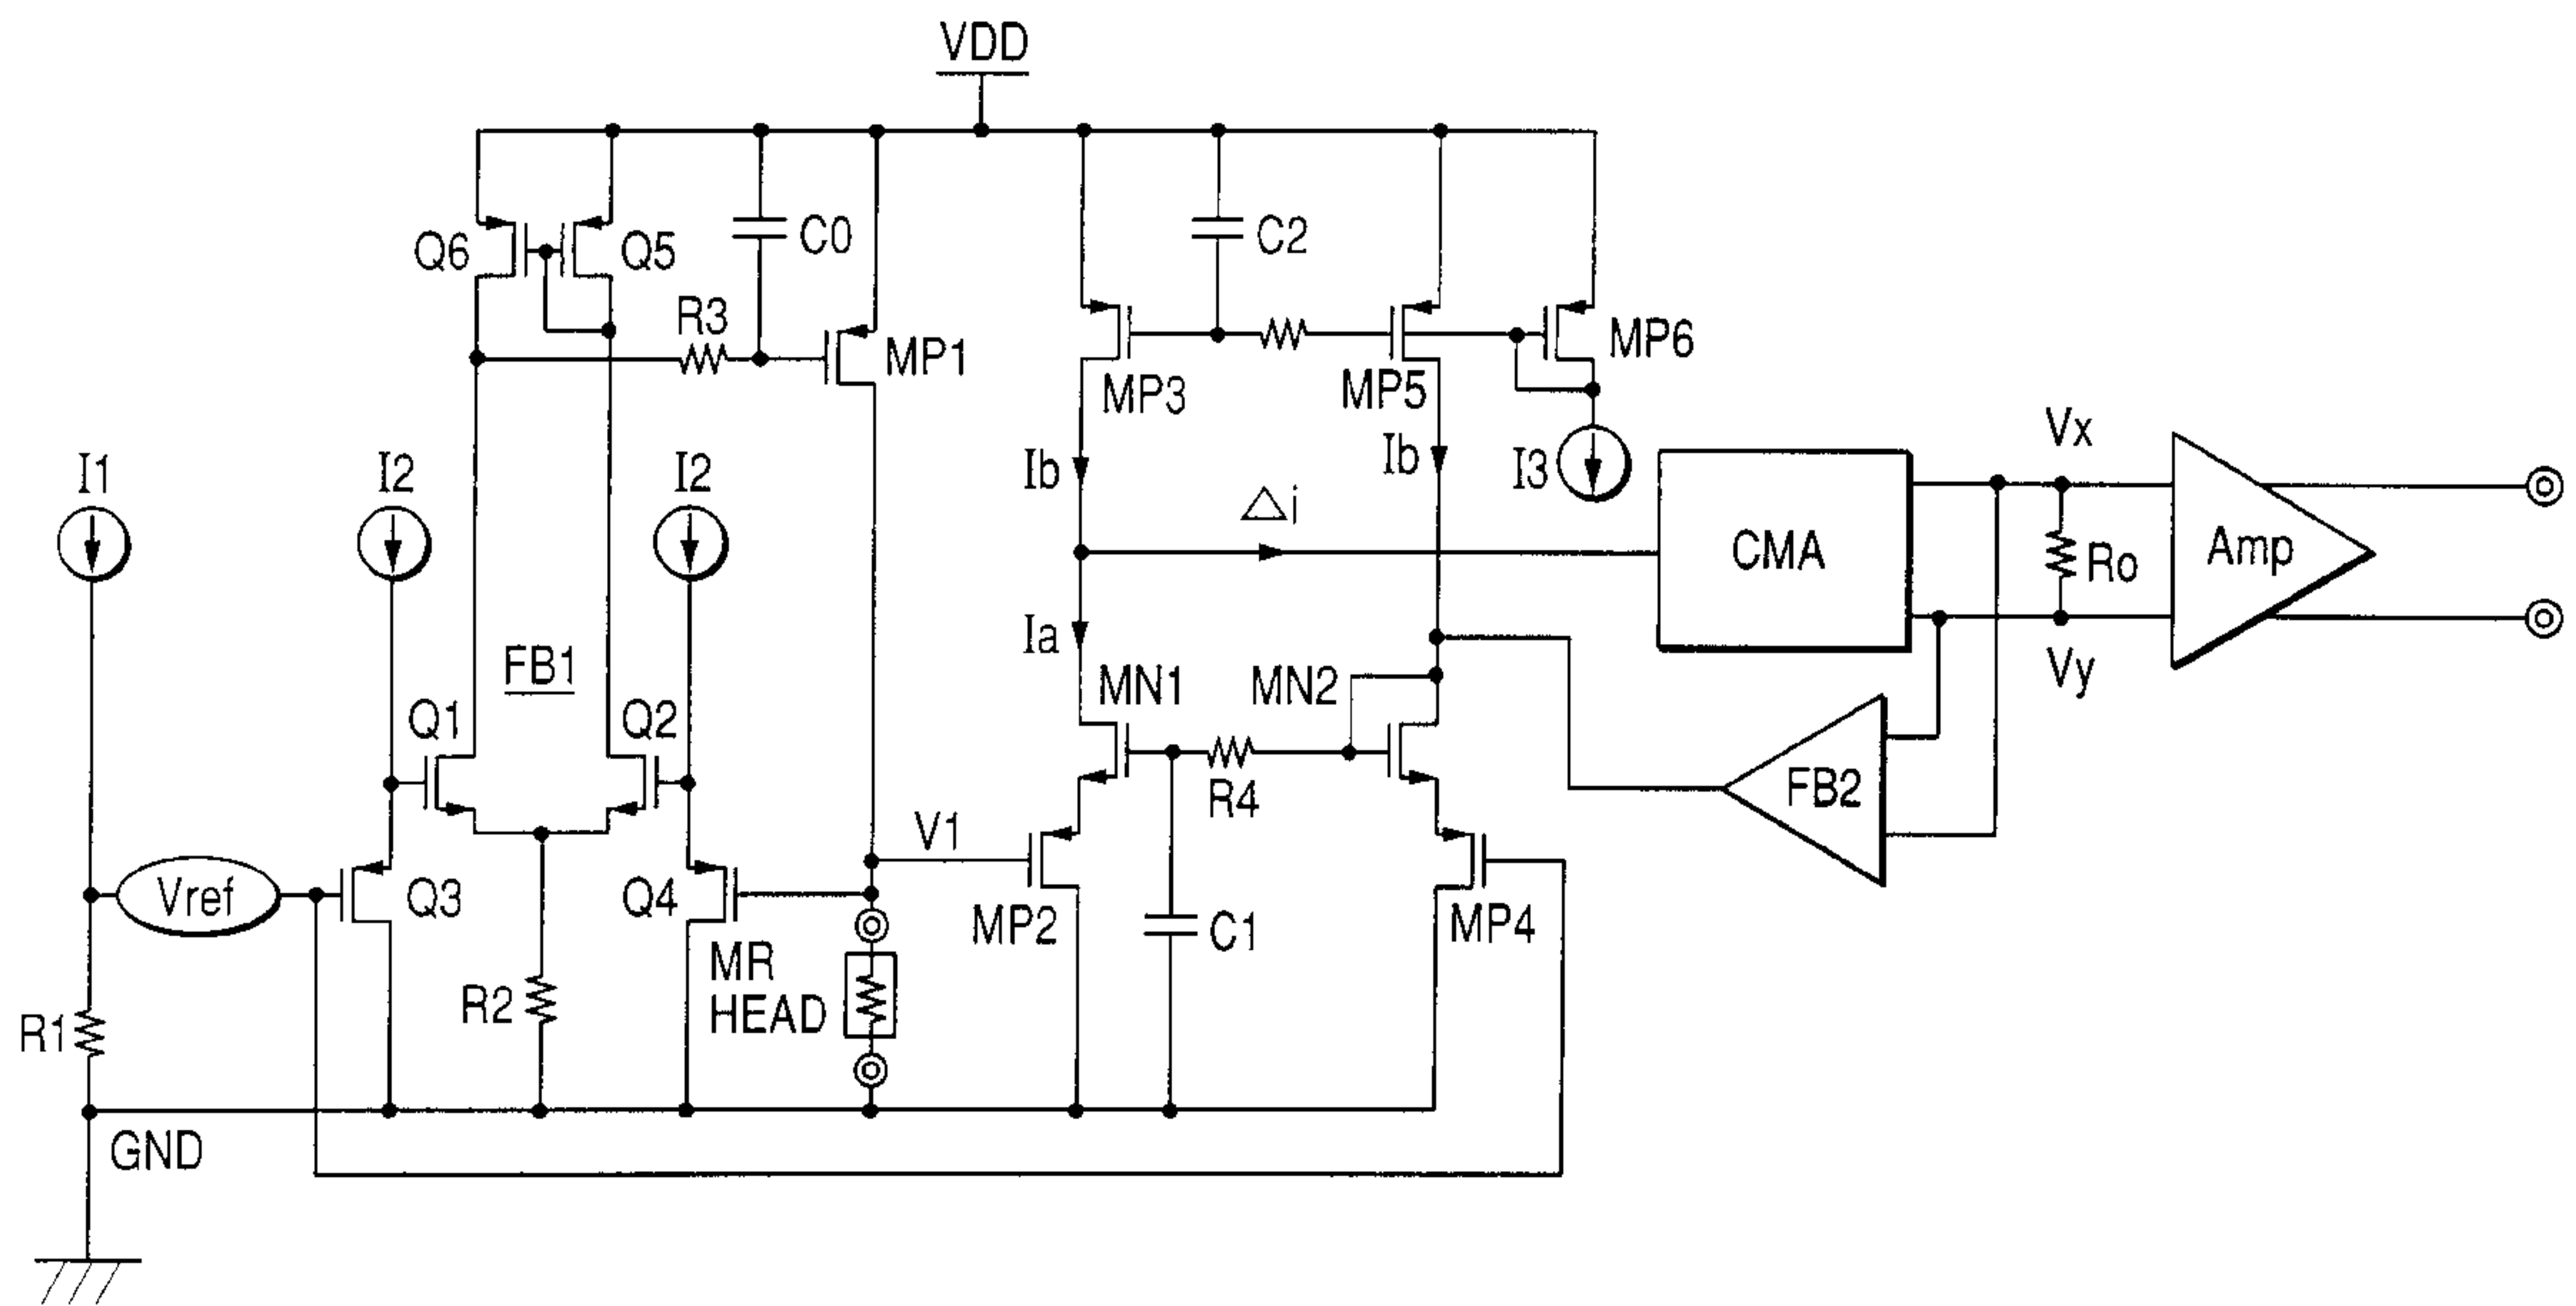 VDD
Q6
Q5
C0
C2
R3
MP1
MP3
MP5
MP6
I1
I2
I2
Ib
Ib
I3
Δi
CMA
Vx
Ro
Amp
Vy
FB1
Ia
Q1
Q2
MN1
MN2
R4
FB2
V1
Vref
Q3
Q4
MP2
C1
MP4
R1
R2
MR
HEAD
GND